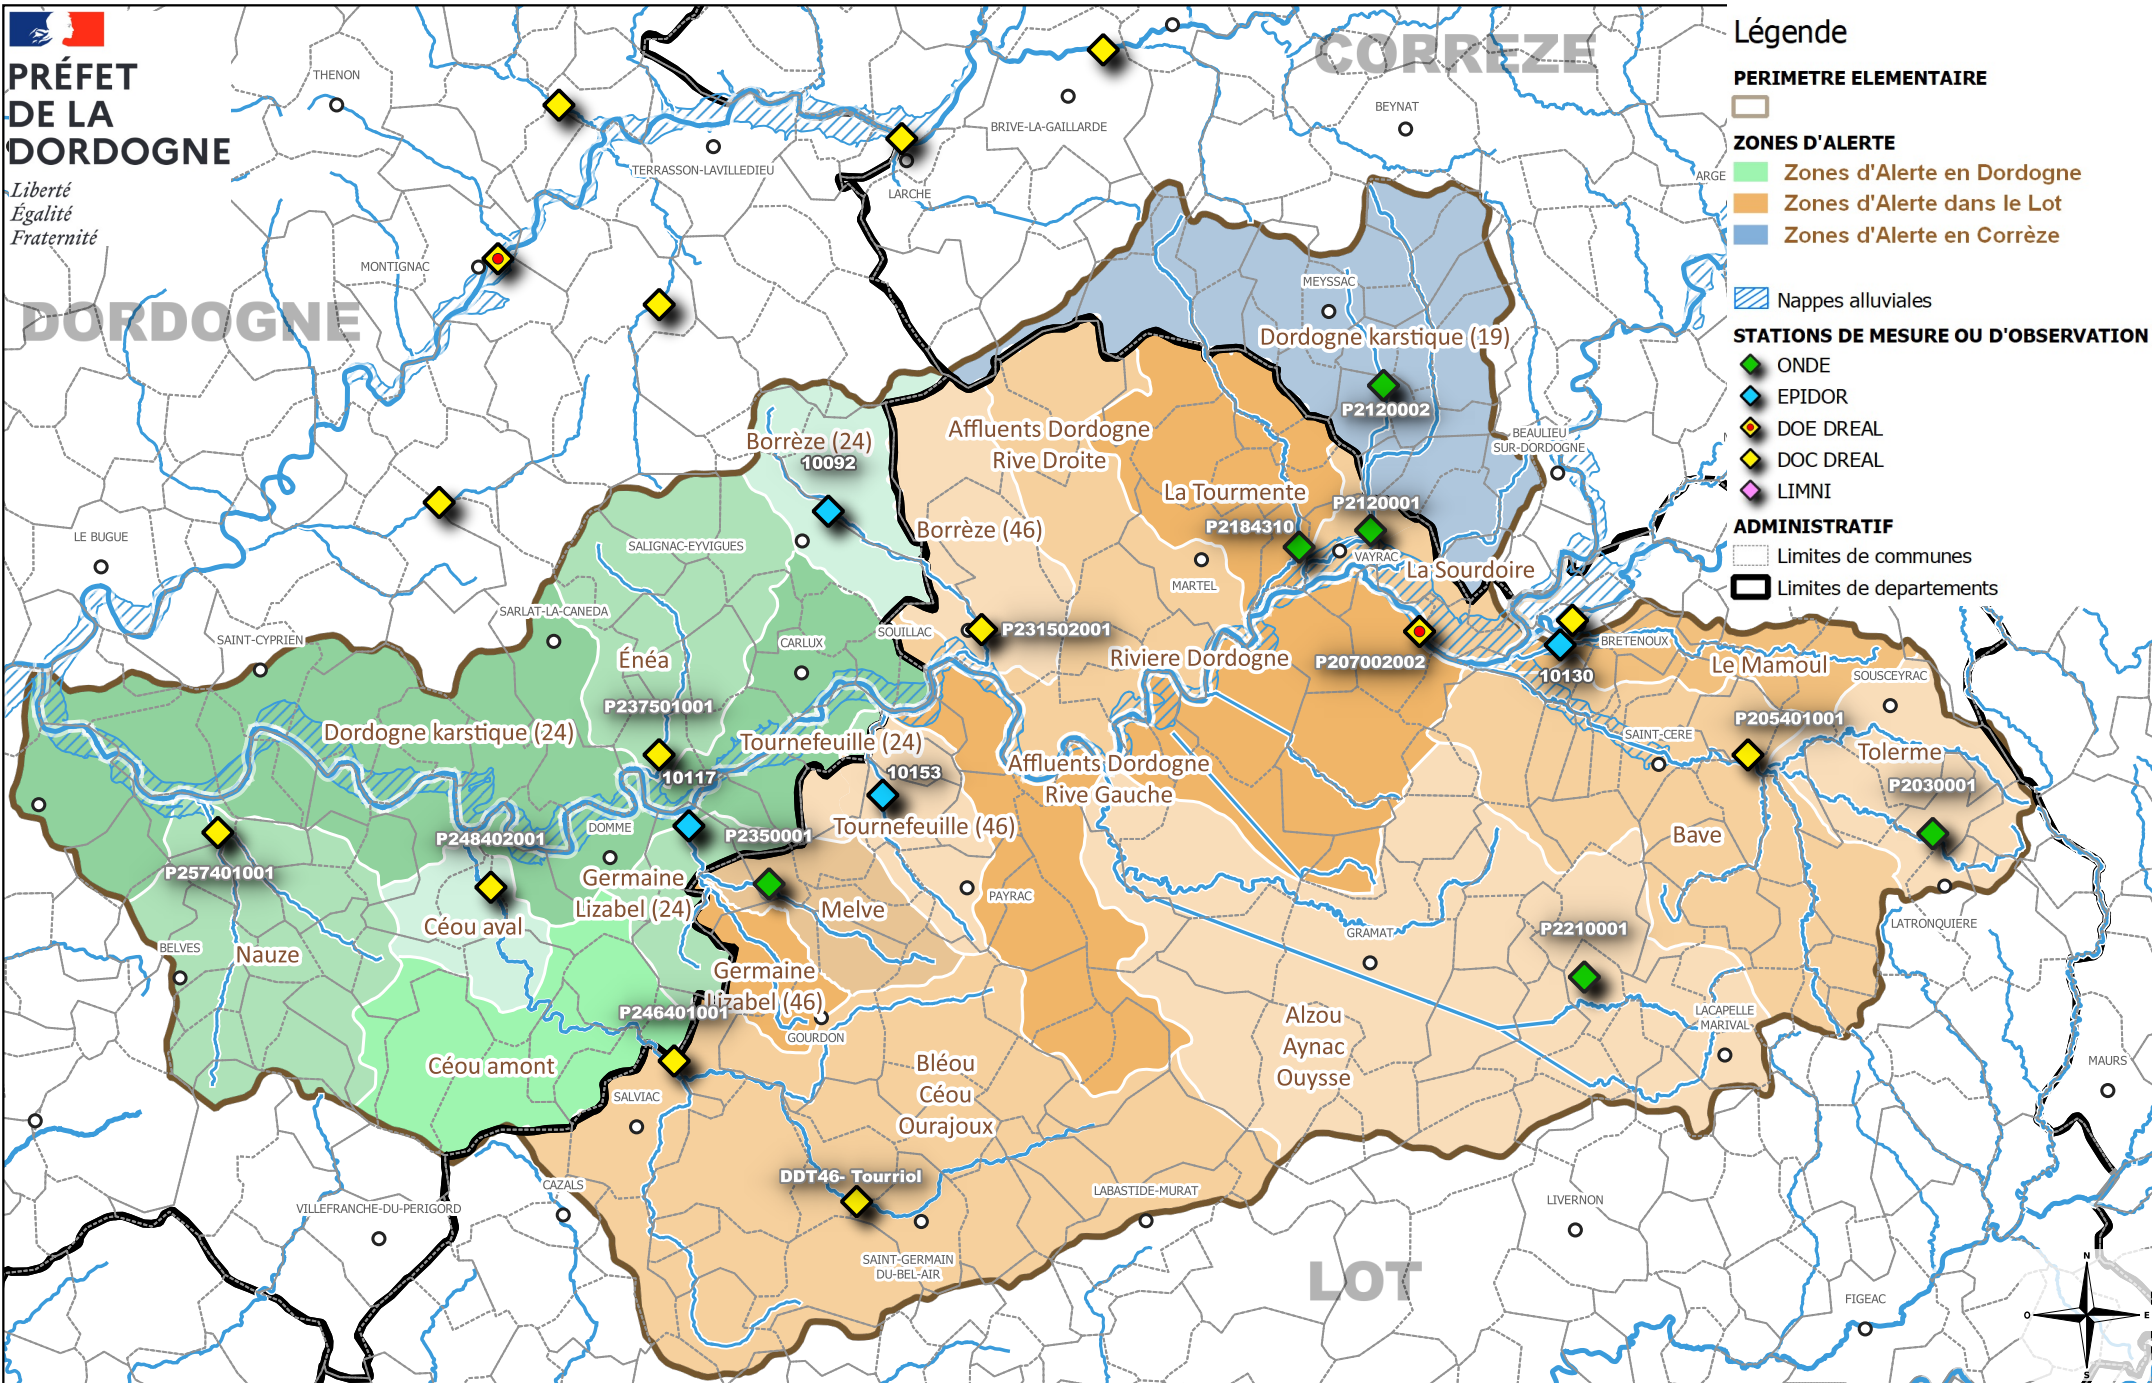 PRÉFET
DE LA
DORDOGNE
Liberté
Égalité
Fraternité
Légende
PERIMETRE ELEMENTAIRE
ZONES D'ALERTE
Zones d'Alerte en Dordogne
Zones d'Alerte dans le Lot
Zones d'Alerte en Corrèze
Nappes alluviales
STATIONS DE MESURE OU D'OBSERVATION
ONDE
EPIDOR
DOE DREAL
DOC DREAL
LIMNI
ADMINISTRATIF
Limites de communes
Limites de departements
CORREZE
THENON
BEYNAT
BRIVE-LA-GAILLARDE
TERRASSON-LAVILLEDIEU
ARGE
LARCHE
MONTIGNAC
MEYSSAC
DORDOGNE
Dordogne karstique (19)
P2120002
Affluents Dordogne
Rive Droite
BEAULIEU
SUR-DORDOGNE
Borrèze (24)
10092
La Tourmente
P2120001
P2184310
Borrèze (46)
LE BUGUE
SALIGNAC-EYVIGUES
VAYRAC
La Sourdoire
MARTEL
SARLAT-LA-CANEDA
SAINT-CYPRIEN
CARLUX
SOUILLAC
P231502001
BRETENOUX
Énéa
Riviere Dordogne
P207002002
10130
Le Mamoul
SOUSCEYRAC
P237501001
P205401001
Dordogne karstique (24)
Tournefeuille (24)
SAINT-CERE
Tolerme
10117
10153
Affluents Dordogne
Rive Gauche
P2030001
P248402001
DOMME
P2350001
Tournefeuille (46)
Bave
P257401001
Germaine
Lizabel (24)
Melve
PAYRAC
Céou aval
GRAMAT
P2210001
LATRONQUIERE
BELVES
Nauze
Germaine
Lizabel (46)
P246401001
GOURDON
Alzou
Aynac
Ouysse
LACAPELLE
MARIVAL
Céou amont
Bléou
Céou
Ourajoux
MAURS
SALVIAC
DDT46- Tourriol
CAZALS
LABASTIDE-MURAT
VILLEFRANCHE-DU-PERIGORD
LIVERNON
SAINT-GERMAIN
DU-BEL-AIR
LOT
FIGEAC
N
O
E
S